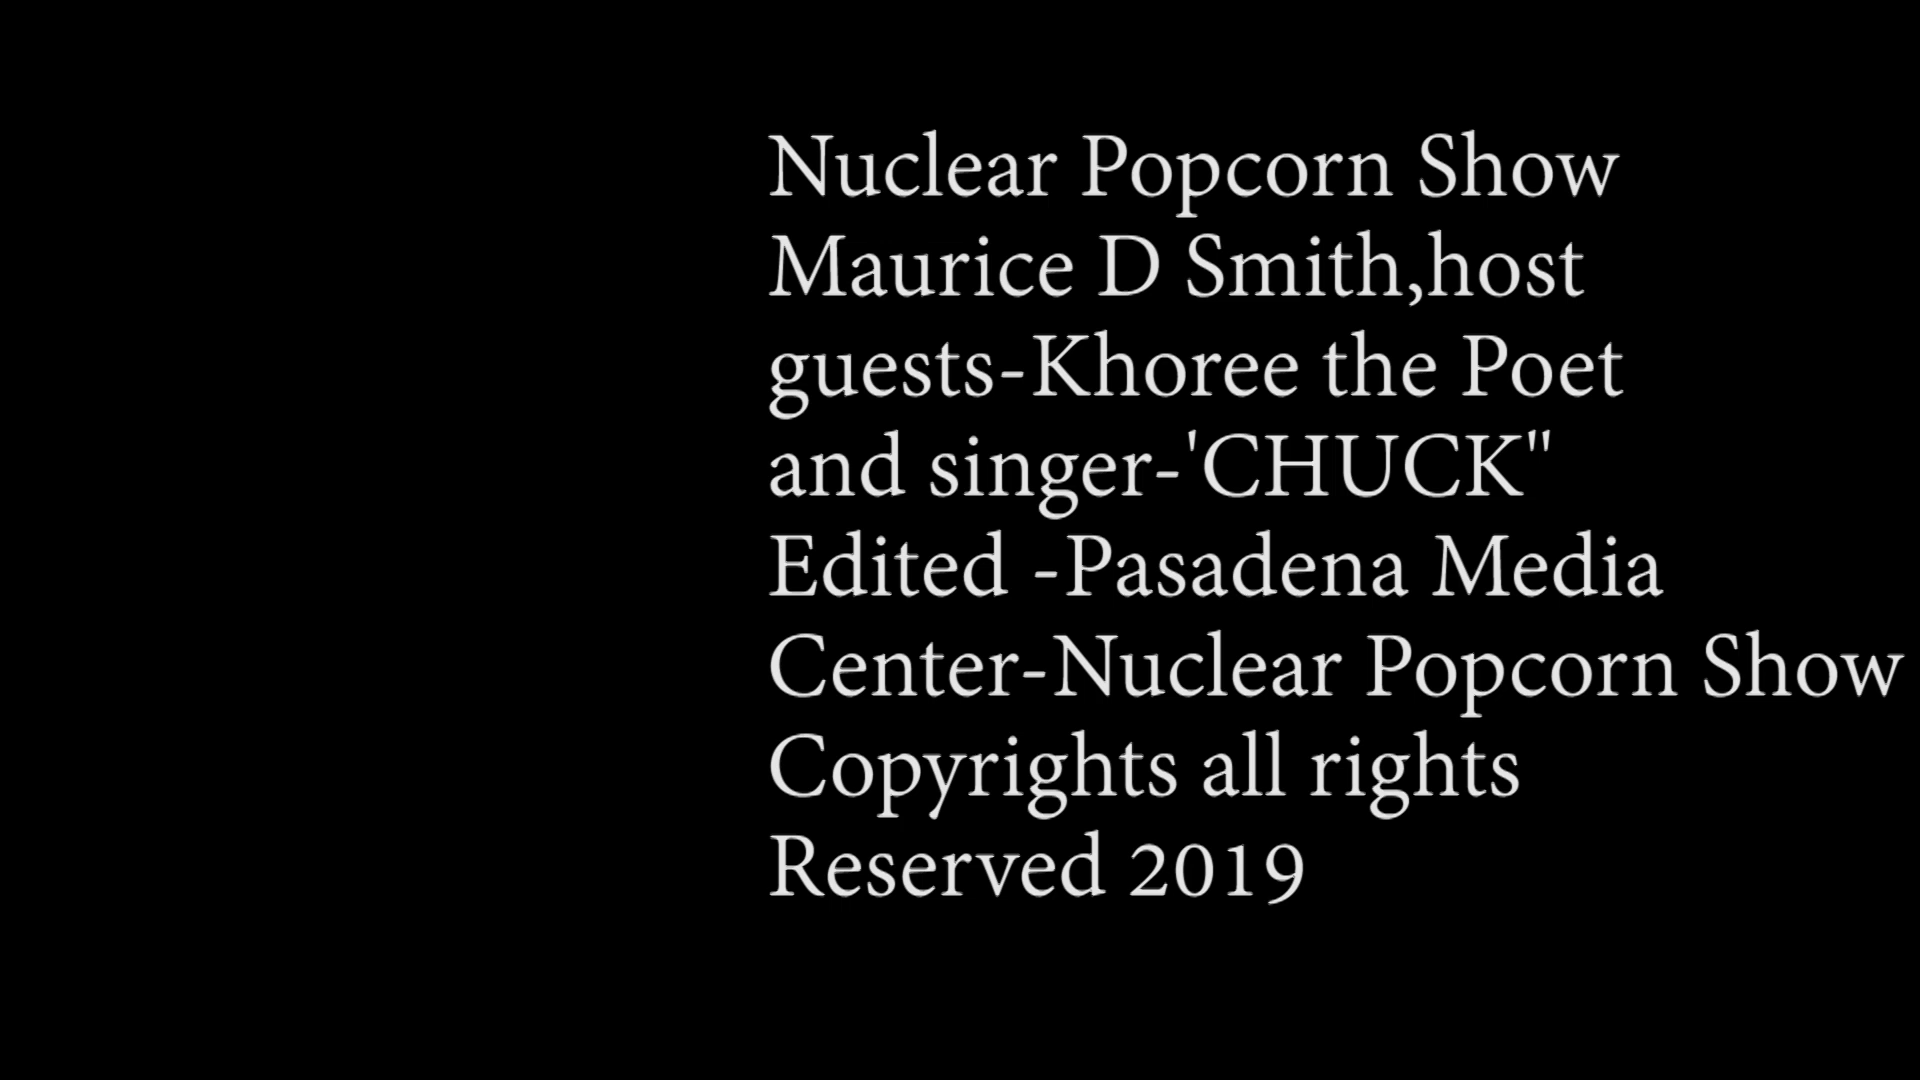 Nuclear Popcorn Show
Maurice D Smith,host
guests-Khoree the Poet
and singer-'CHUCK"
Edited -Pasadena Media
Center-Nuclear Popcorn Show
Copyrights all rights
Reserved 2019